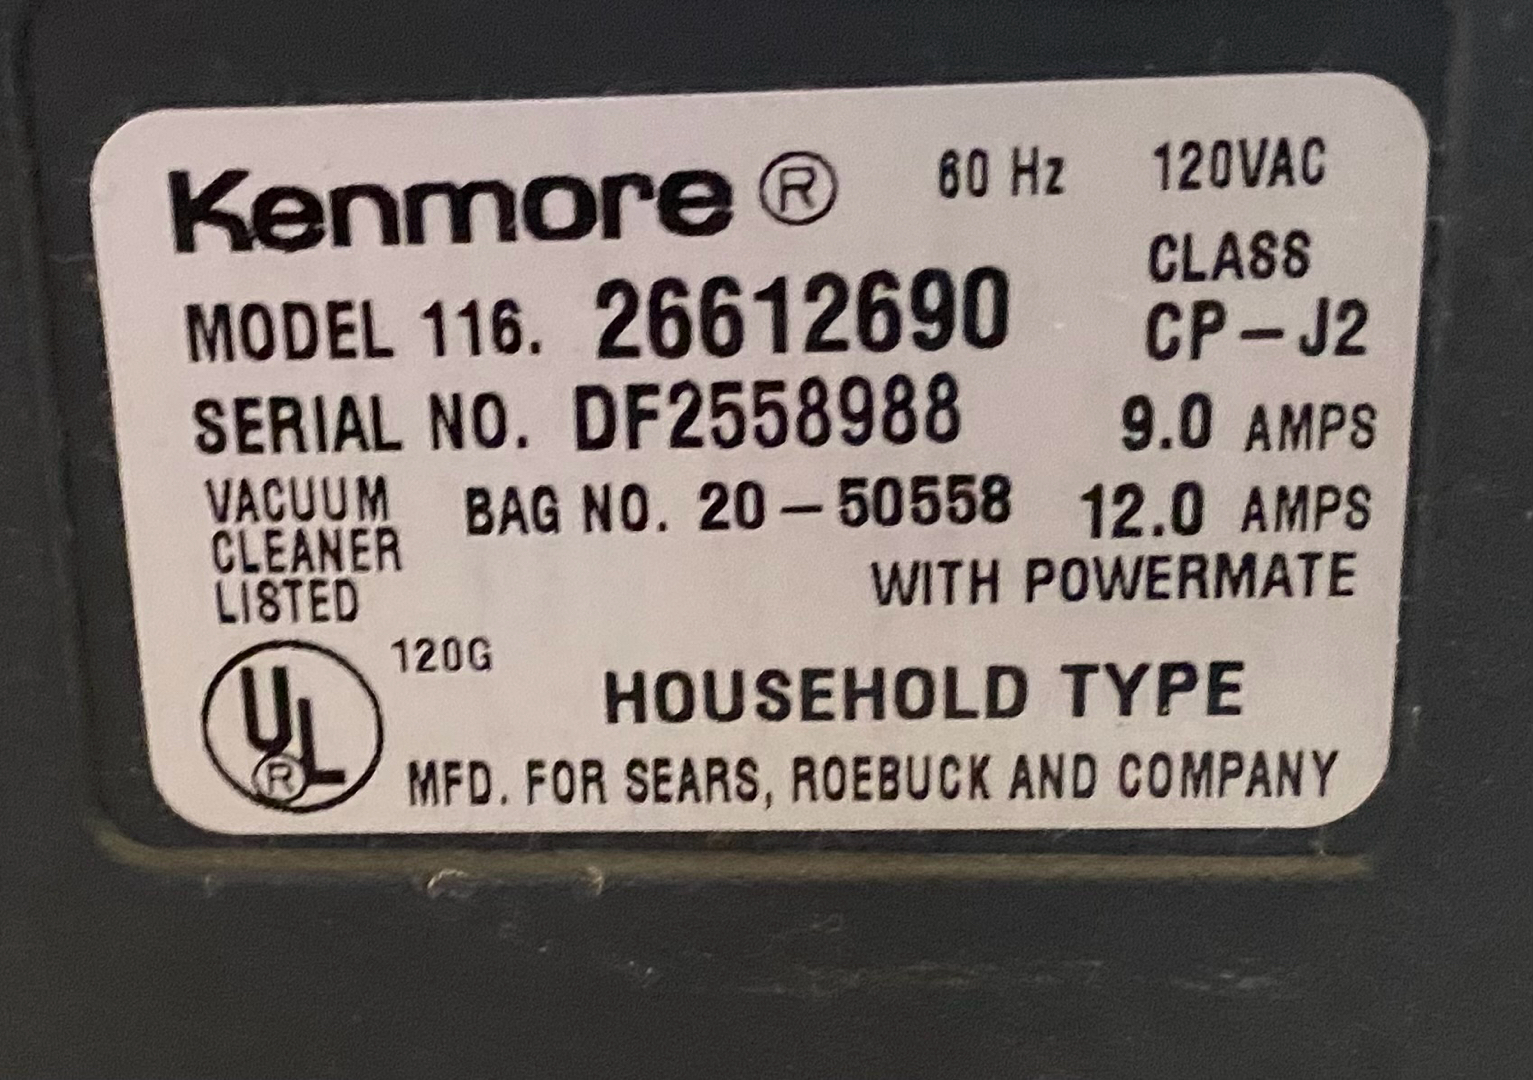 Kenmore ® 60 Hz 120VAC
CLASS
MODEL 116. 26612690 CP-J2
SERIAL NO. DF2558988 9.0 AMPS
VACUUM CLEANER LISTED
BAG NO. 20-50558 12.0 AMPS
WITH POWERMATE
UL ® 120G
HOUSEHOLD TYPE
MFD. FOR SEARS, ROEBUCK AND COMPANY